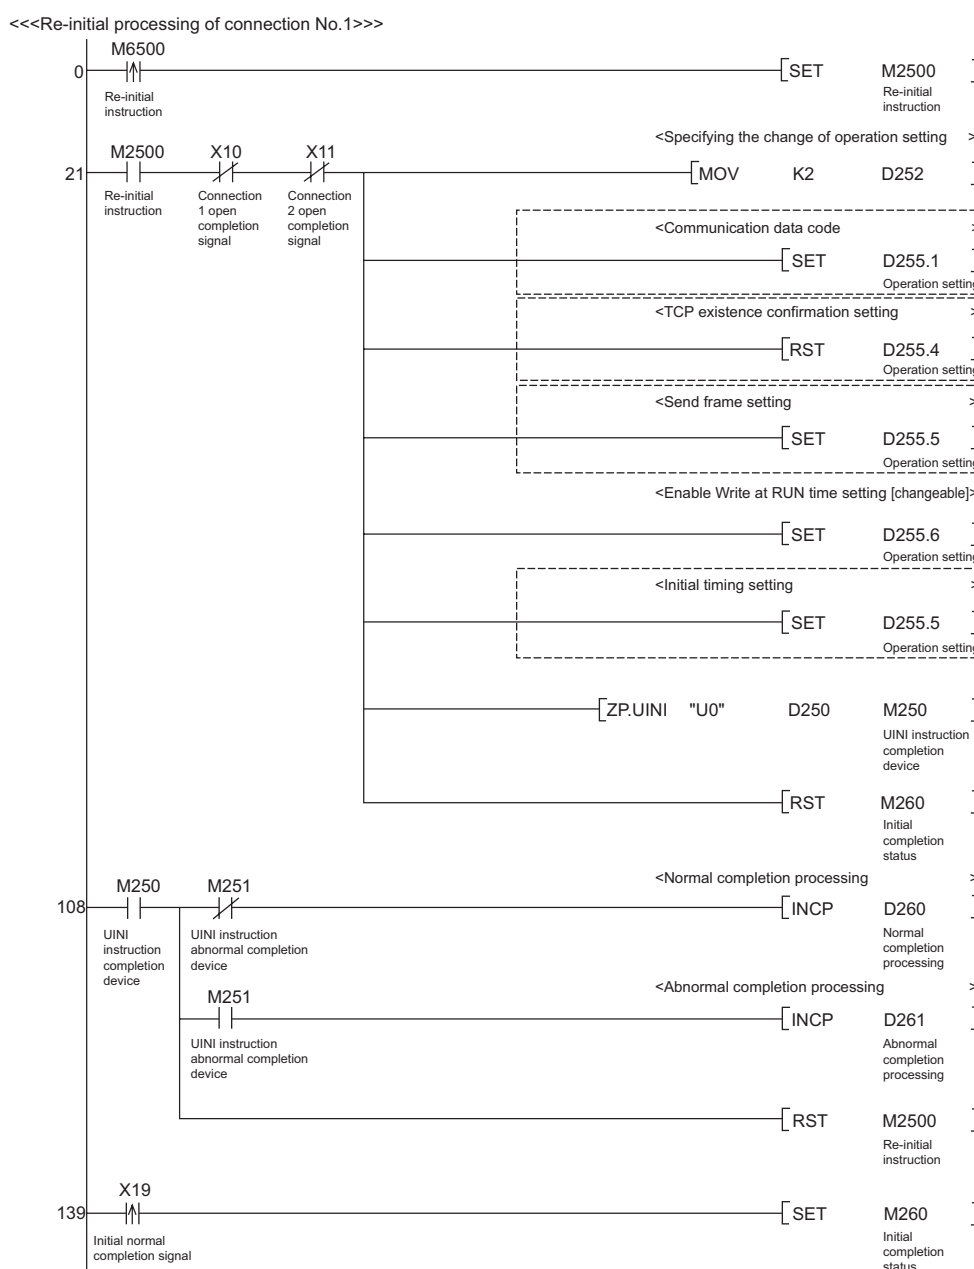 <<<Re-initial processing of connection No.1>>>
M6500
0 SET M2500
Re-initial instruction
Re-initial instruction
<Specifying the change of operation setting >
M2500 X10 X11
21 MOV K2 D252
Re-initial instruction
Connection 1 open completion signal
Connection 2 open completion signal
<Communication data code >
SET D255.1
Operation setting
<TCP existence confirmation setting >
RST D255.4
Operation setting
<Send frame setting >
SET D255.5
Operation setting
<Enable Write at RUN time setting [changeable]>
SET D255.6
Operation setting
<Initial timing setting >
SET D255.5
Operation setting
ZP.UINI "U0" D250 M250
UINI instruction completion device
RST M260
Initial completion status
<Normal completion processing >
M250 M251
108 INCP D260
UINI instruction completion device
UINI instruction abnormal completion device
Normal completion processing
<Abnormal completion processing >
M251
INCP D261
UINI instruction abnormal completion device
Abnormal completion processing
RST M2500
Re-initial instruction
X19
139 SET M260
Initial normal completion signal
Initial completion status